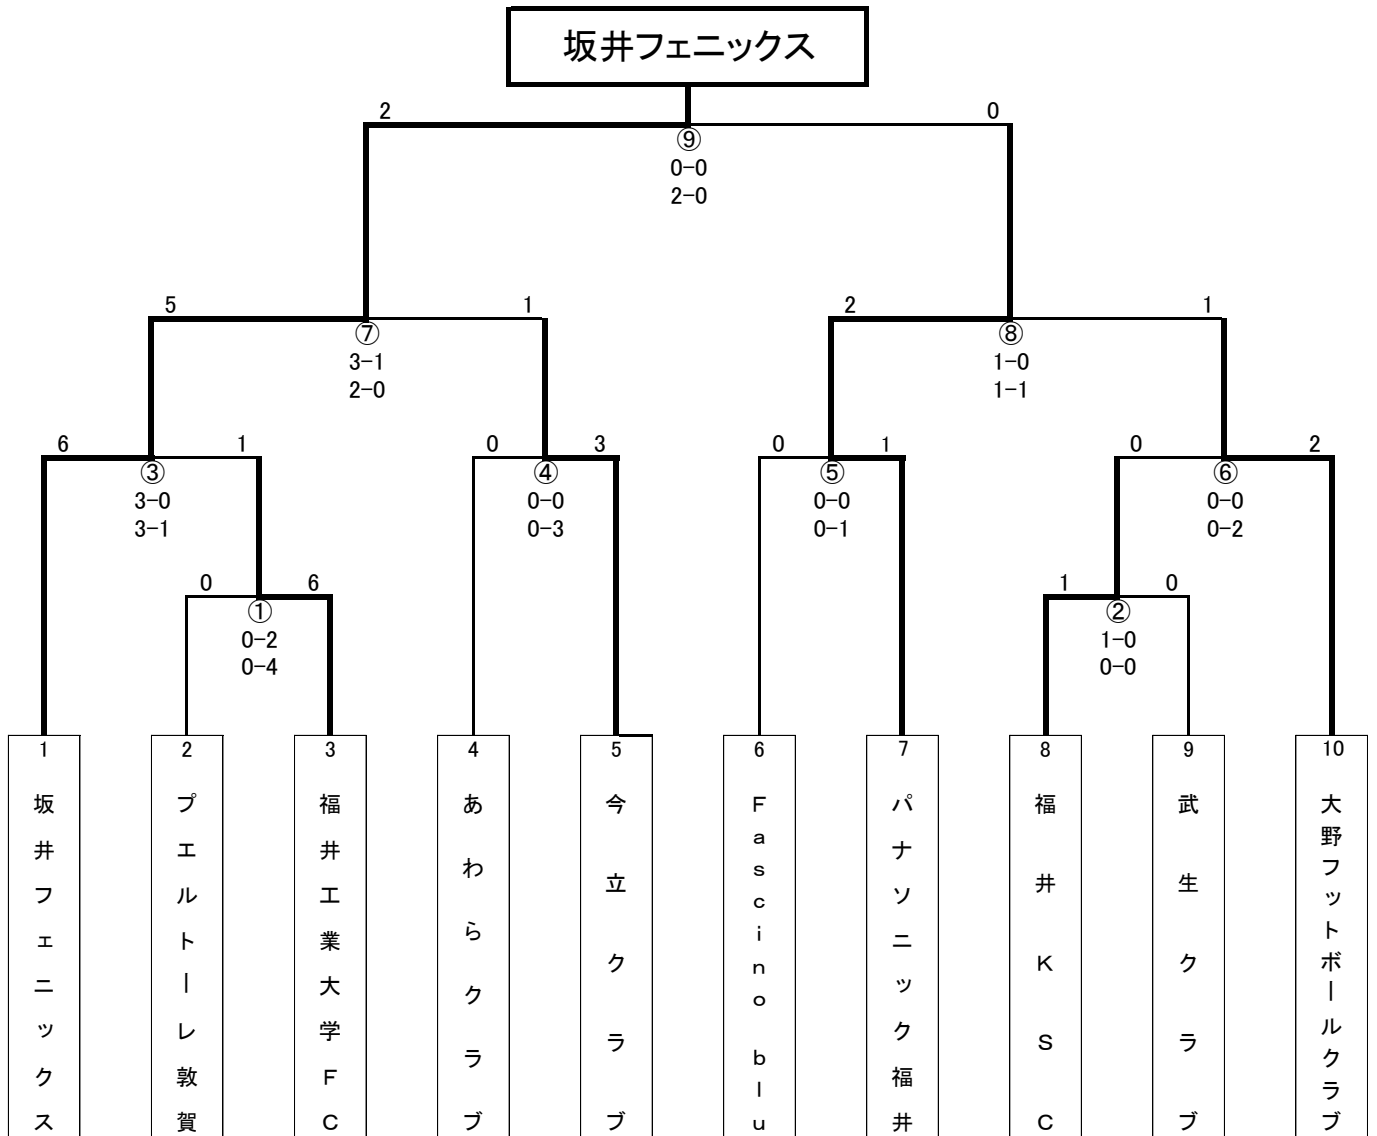 坂井フェニックス
2 0
⑨
0-0
2-0
5 1 2 1
⑦ ⑧
3-1 1-0
2-0 1-1
6 1 0 3 0 1 0 2
③ ④ ⑤ ⑥
3-0 0-0 0-0 0-0
3-1 0-3 0-1 0-2
0 6 1 0
① ②
0-2 1-0
0-4 0-0
1 2 3 4 5 6 7 8 9 10
坂井フェニックス
プエルトーレ敦賀
福井工業大学FC
あわらクラブ
今立クラブ
Fascino blu
パナソニック福井
福井KSC
武生クラブ
大野フットボールクラブ